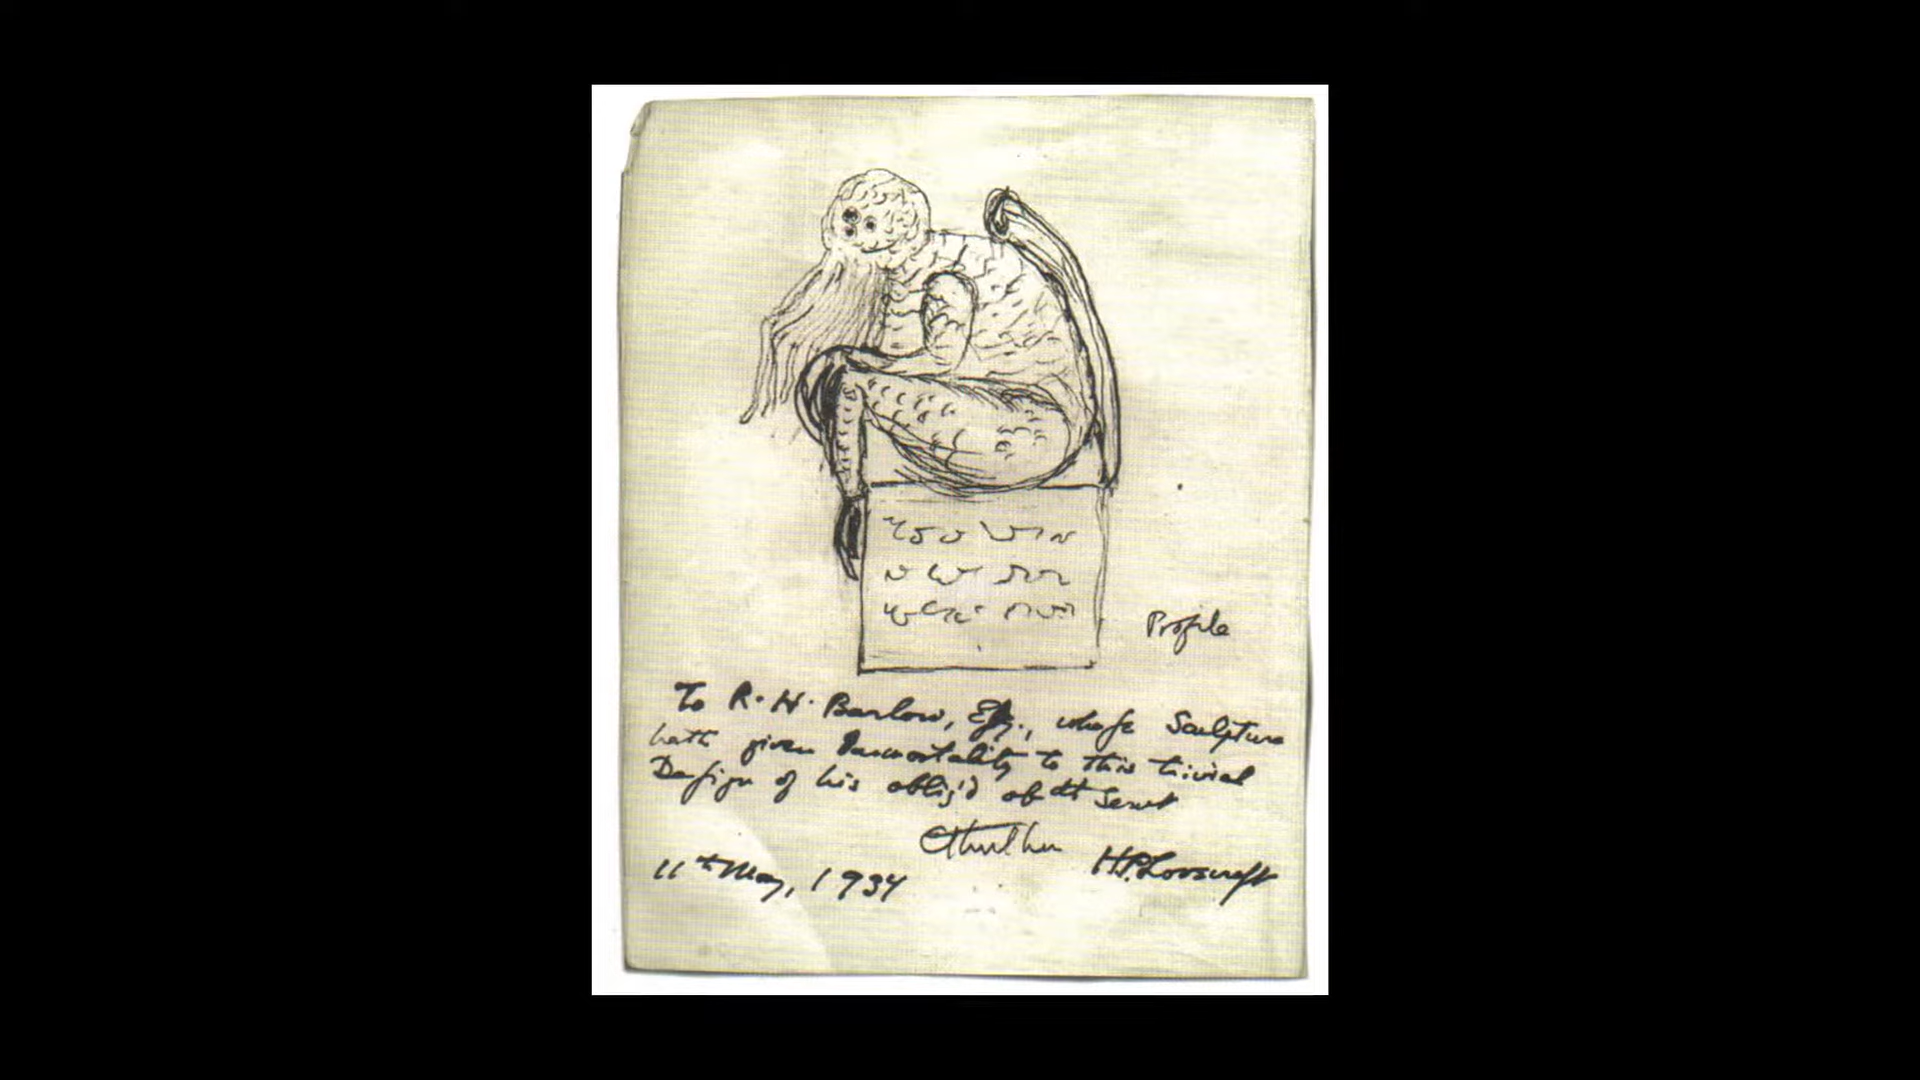 Profile
To R. H. Barlow, Esq., whose Sculpture
hath given Immortality to this trivial
Design of his oblig'd obdt Servt
Cthulhu
H.P. Lovecraft
11th May, 1934